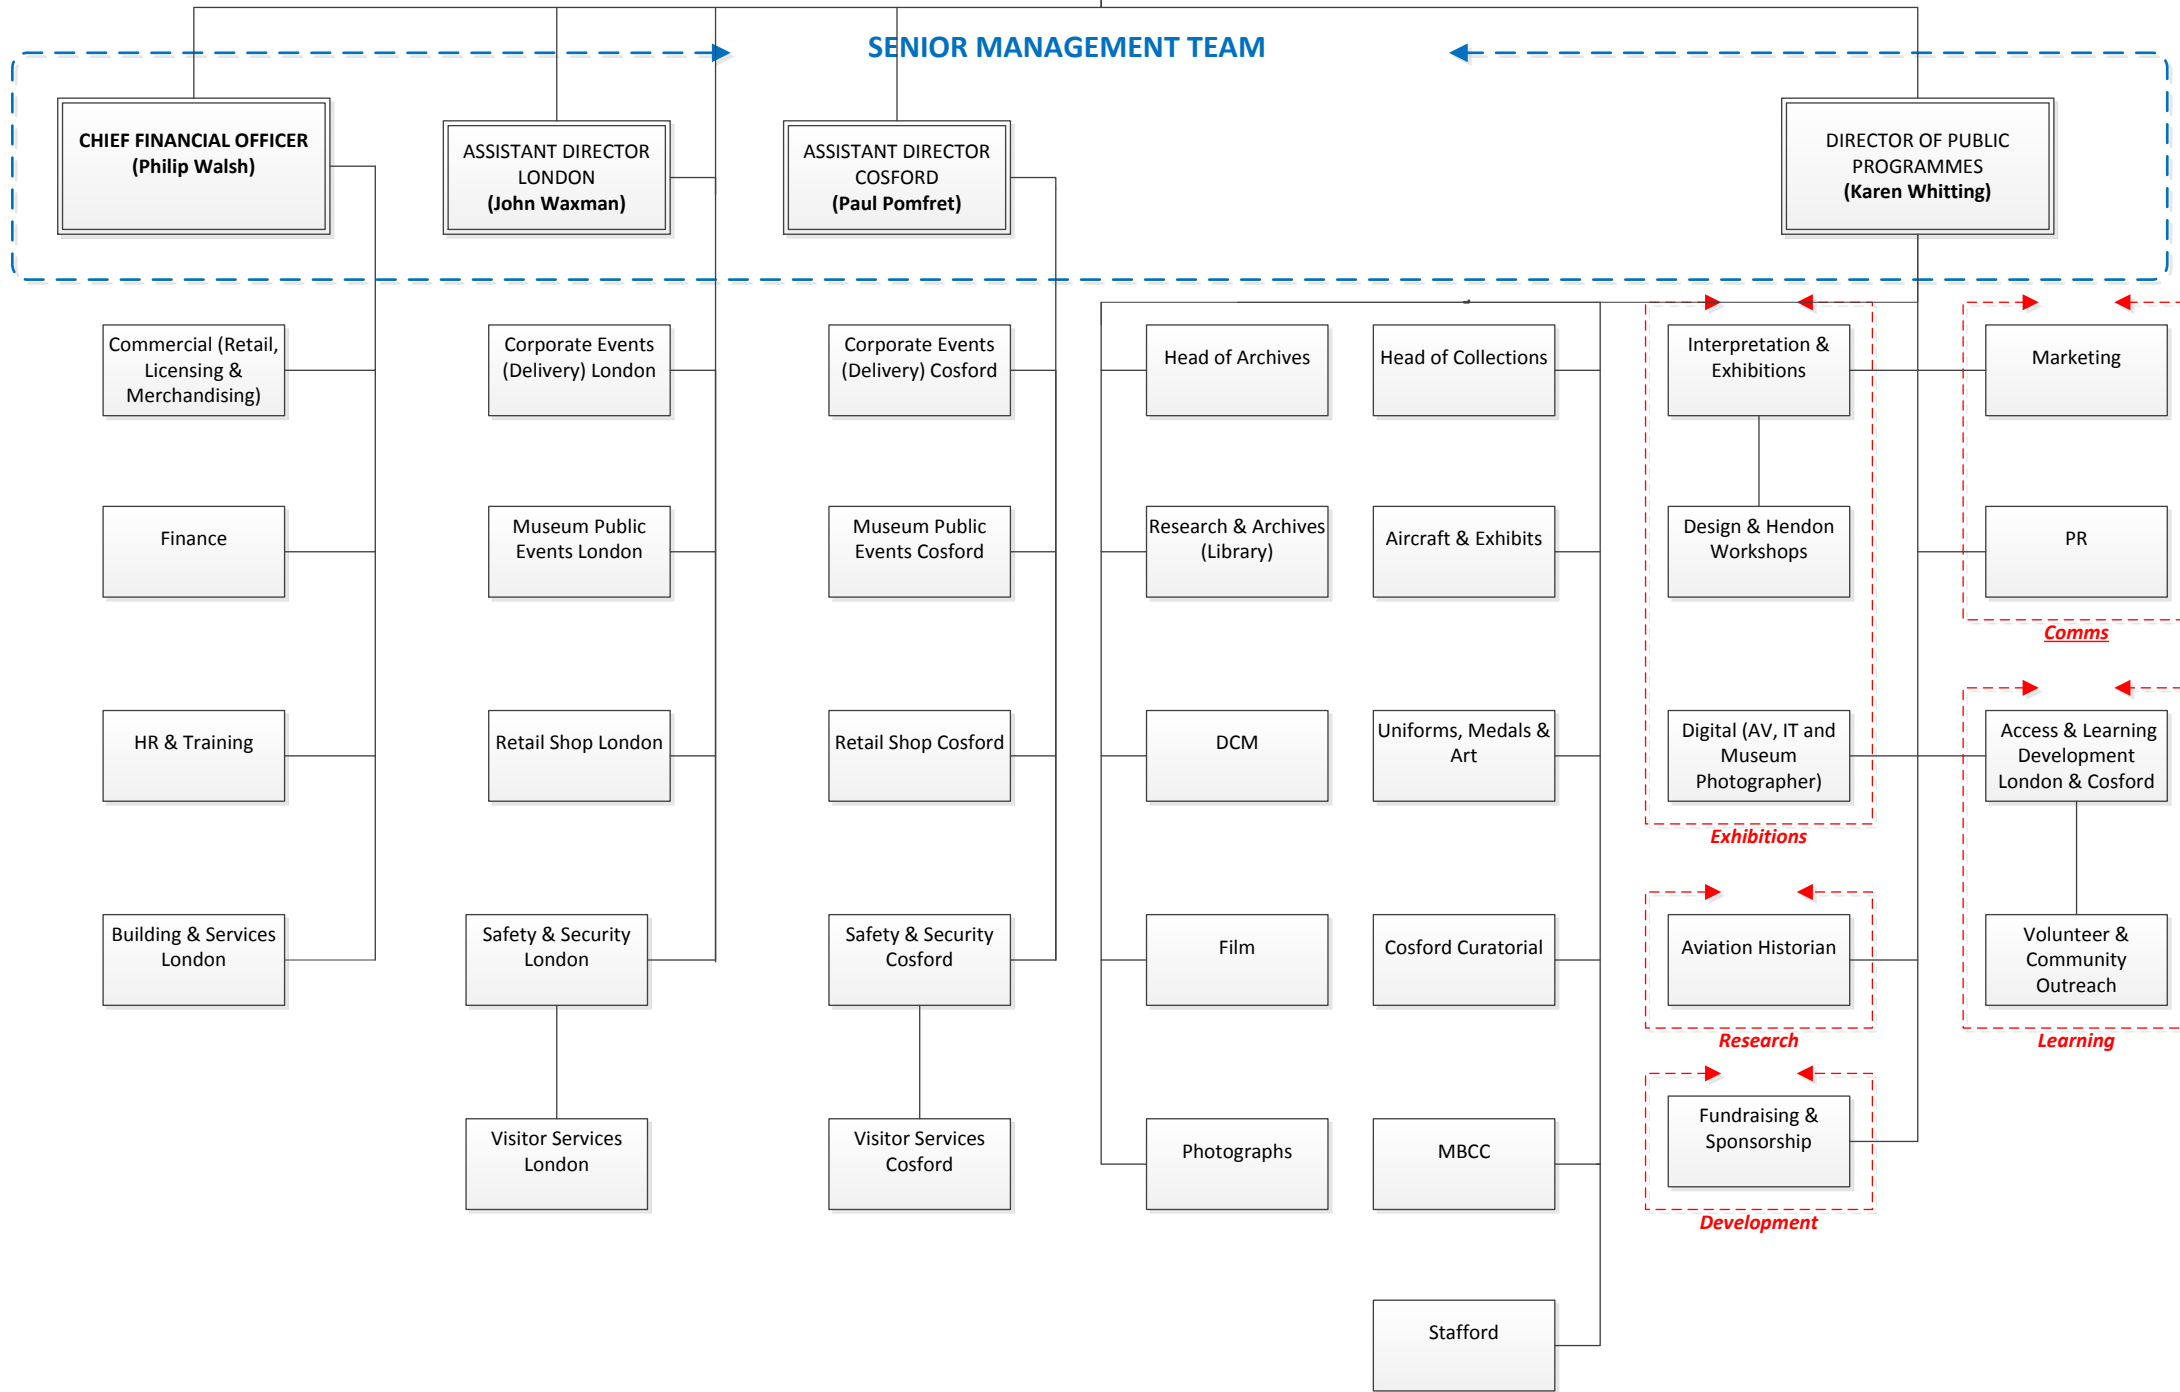 SENIOR MANAGEMENT TEAM
CHIEF FINANCIAL OFFICER
(Philip Walsh)
ASSISTANT DIRECTOR
LONDON
(John Waxman)
ASSISTANT DIRECTOR
COSFORD
(Paul Pomfret)
DIRECTOR OF PUBLIC
PROGRAMMES
(Karen Whitting)
Commercial (Retail,
Licensing &
Merchandising)
Corporate Events
(Delivery) London
Corporate Events
(Delivery) Cosford
Head of Archives
Head of Collections
Interpretation &
Exhibitions
Marketing
Finance
Museum Public
Events London
Museum Public
Events Cosford
Research & Archives
(Library)
Aircraft & Exhibits
Design & Hendon
Workshops
PR
Comms
HR & Training
Retail Shop London
Retail Shop Cosford
DCM
Uniforms, Medals &
Art
Digital (AV, IT and
Museum
Photographer)
Access & Learning
Development
London & Cosford
Exhibitions
Building & Services
London
Safety & Security
London
Safety & Security
Cosford
Film
Cosford Curatorial
Aviation Historian
Volunteer &
Community
Outreach
Research
Learning
Visitor Services
London
Visitor Services
Cosford
Photographs
MBCC
Fundraising &
Sponsorship
Development
Stafford